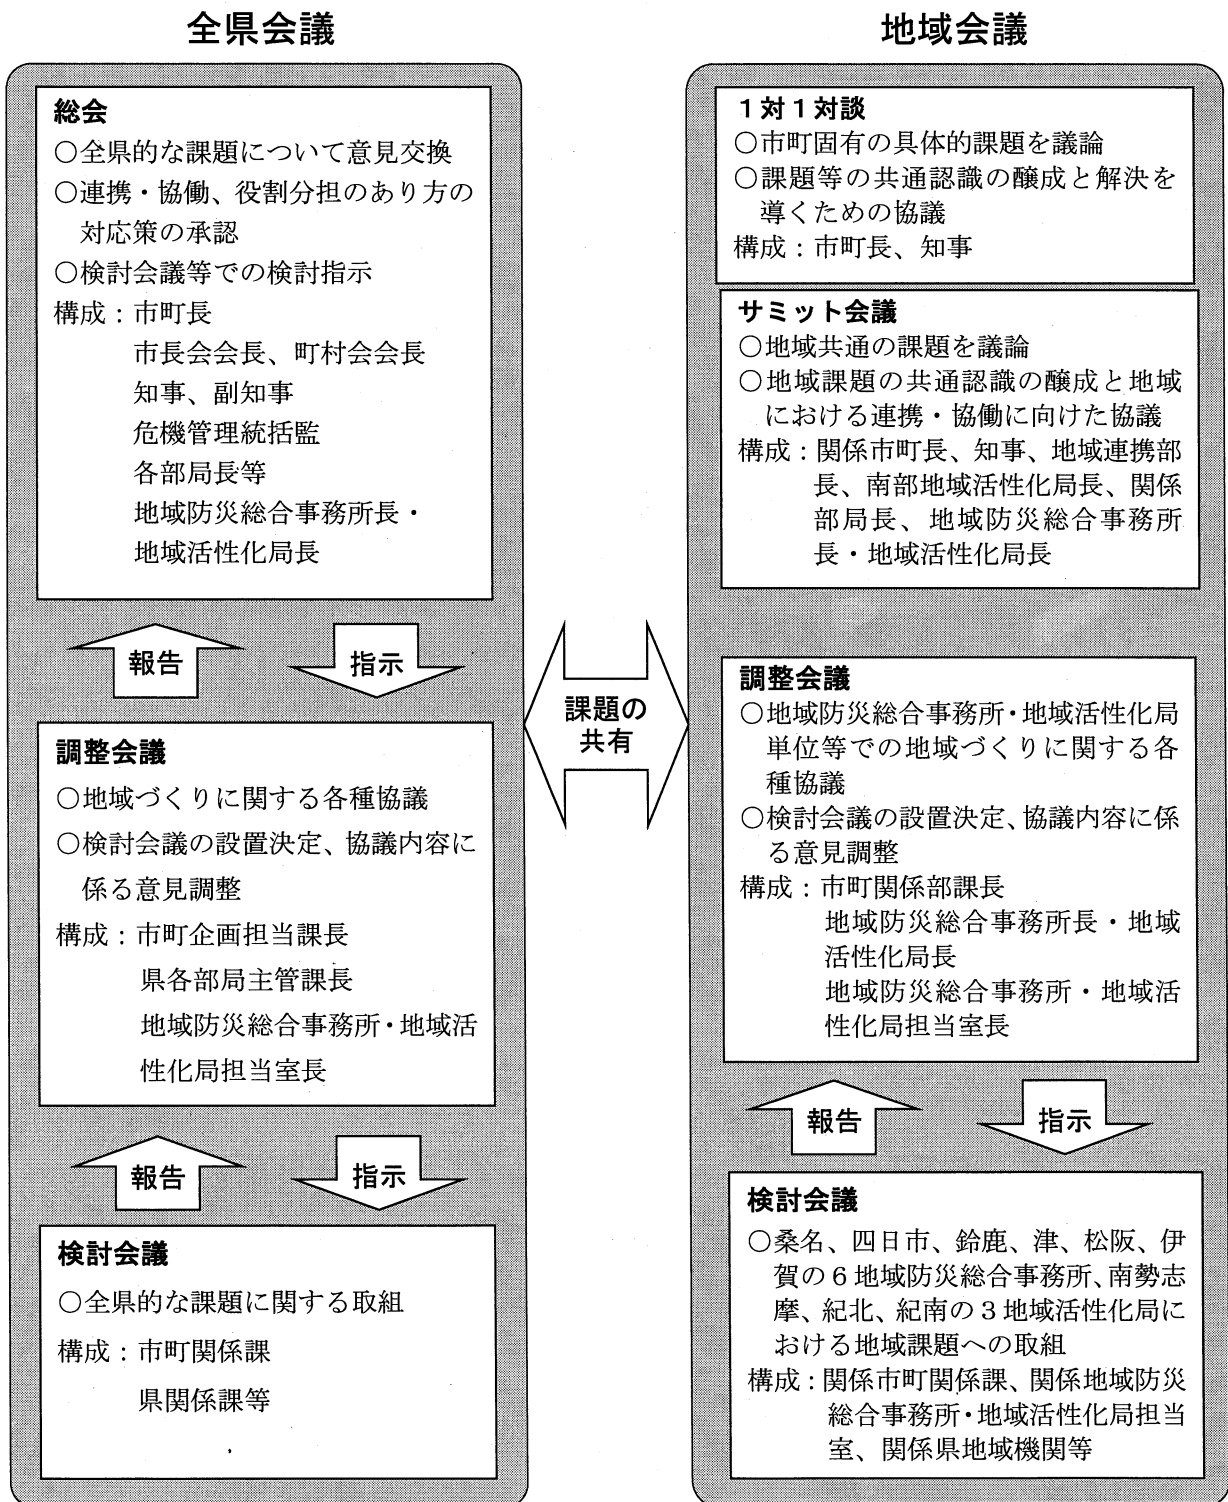 全県会議
総会
○全県的な課題について意見交換
○連携・協働、役割分担のあり方の
対応策の承認
○検討会議等での検討指示
構成：市町長
市長会会長、町村会会長
知事、副知事
危機管理統括監
各部局長等
地域防災総合事務所長・
地域活性化局長
報告
指示
調整会議
○地域づくりに関する各種協議
○検討会議の設置決定、協議内容に
係る意見調整
構成：市町企画担当課長
県各部局主管課長
地域防災総合事務所・地域活
性化局担当室長
報告
指示
検討会議
○全県的な課題に関する取組
構成：市町関係課
県関係課等
課題の
共有
地域会議
１対１対談
○市町固有の具体的課題を議論
○課題等の共通認識の醸成と解決を
導くための協議
構成：市町長、知事
サミット会議
○地域共通の課題を議論
○地域課題の共通認識の醸成と地域
における連携・協働に向けた協議
構成：関係市町長、知事、地域連携部
長、南部地域活性化局長、関係
部局長、地域防災総合事務所
長・地域活性化局長
調整会議
○地域防災総合事務所・地域活性化局
単位等での地域づくりに関する各
種協議
○検討会議の設置決定、協議内容に係
る意見調整
構成：市町関係部課長
地域防災総合事務所長・地域
活性化局長
地域防災総合事務所・地域活
性化局担当室長
報告
指示
検討会議
○桑名、四日市、鈴鹿、津、松阪、伊
賀の６地域防災総合事務所、南勢志
摩、紀北、紀南の３地域活性化局に
おける地域課題への取組
構成：関係市町関係課、関係地域防災
総合事務所・地域活性化局担当
室、関係県地域機関等